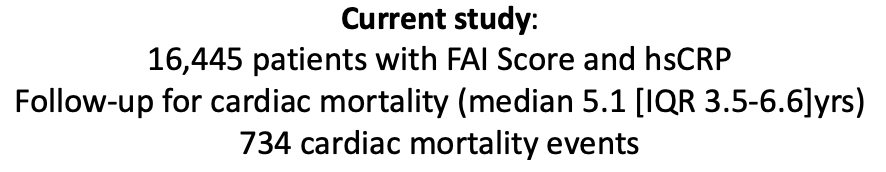 Current study:
16,445 patients with FAI Score and hsCRP
Follow-up for cardiac mortality (median 5.1 [IQR 3.5-6.6]yrs)
734 cardiac mortality events